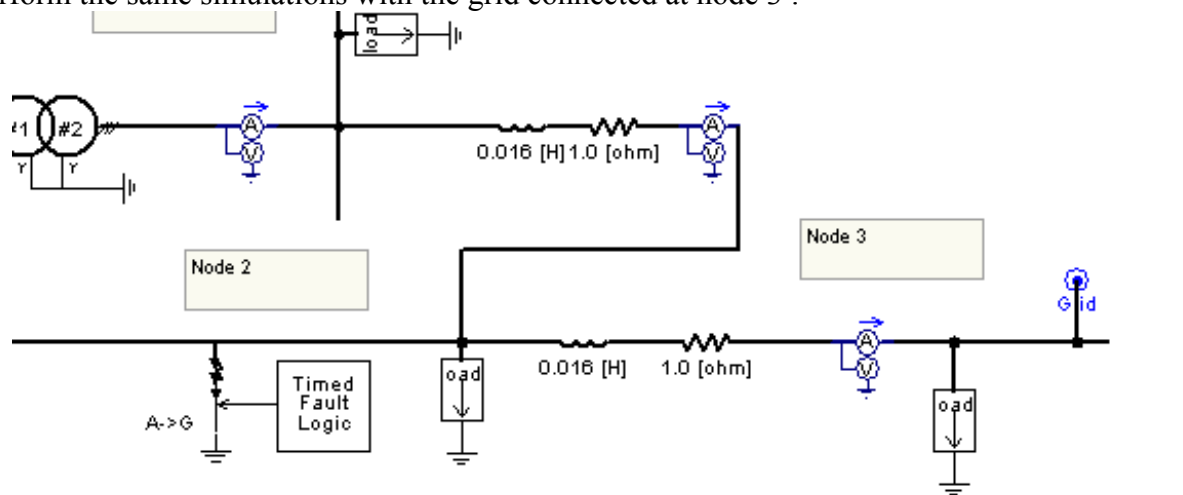 rform the same simulations with the grid connected at node 3 :
load
#1
#2
A
V
A
V
0.016 [H]
1.0 [ohm]
Y
Y
Node 2
Node 3
Grid
0.016 [H]
1.0 [ohm]
A
V
oad
oad
Timed
Fault
Logic
A->G